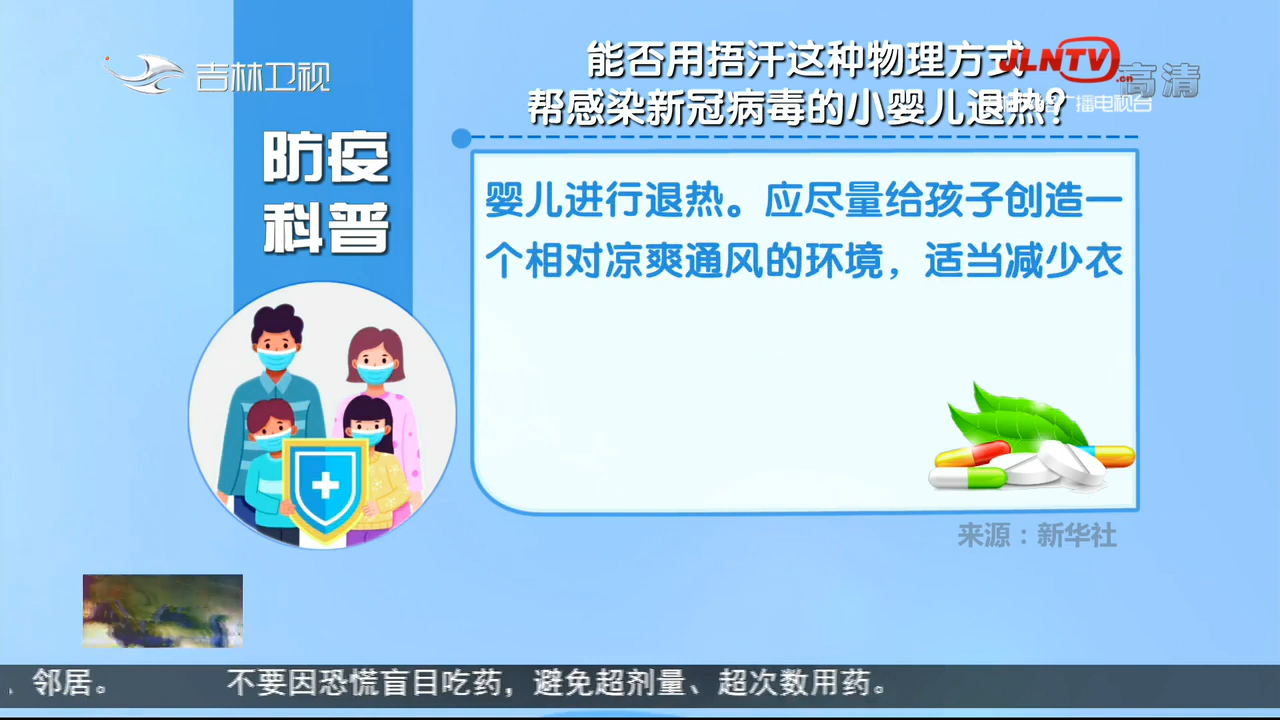 吉林卫视
能否用捂汗这种物理方式
JLNTV
.cn
高清
帮感染新冠病毒的小婴儿退热?
广播电视台
防疫
科普
婴儿进行退热。应尽量给孩子创造一
个相对凉爽通风的环境，适当减少衣
来源：新华社
、邻居。 不要因恐慌盲目吃药，避免超剂量、超次数用药。